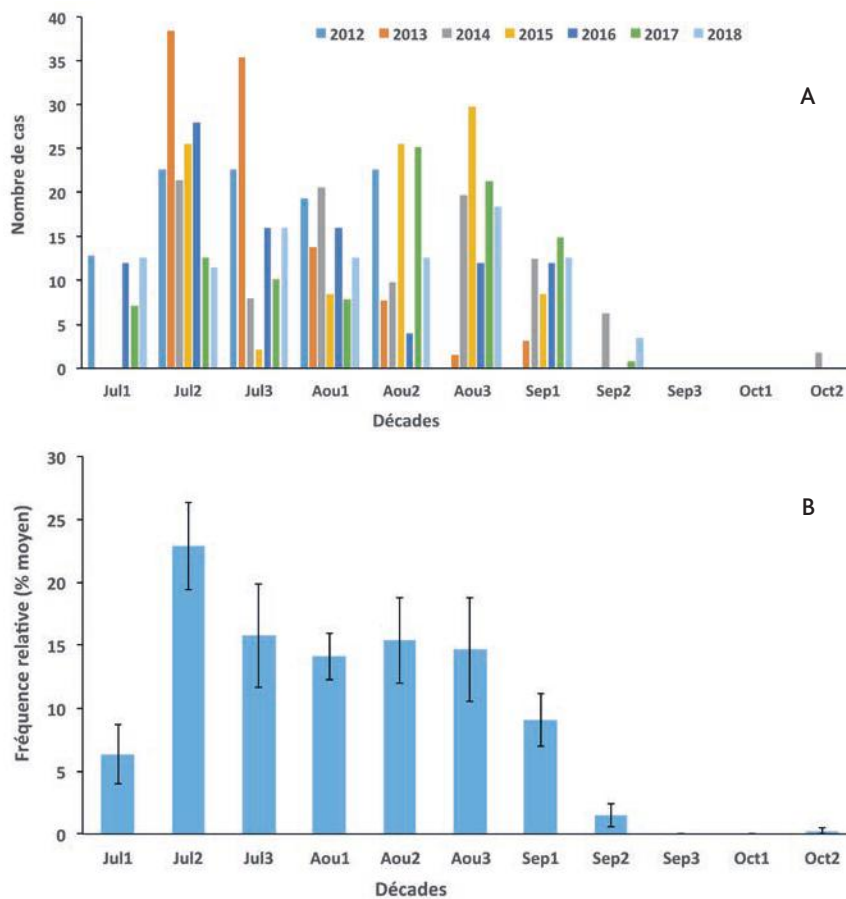 40
35
30
25
20
15
10
5
0
Nombre de cas
2012 2013 2014 2015 2016 2017 2018
A
Jul1 Jul2 Jul3 Aou1 Aou2 Aou3 Sep1 Sep2 Sep3 Oct1 Oct2
Décades
30
25
20
15
10
5
0
Fréquence relative (% moyen)
B
Jul1 Jul2 Jul3 Aou1 Aou2 Aou3 Sep1 Sep2 Sep3 Oct1 Oct2
Décades